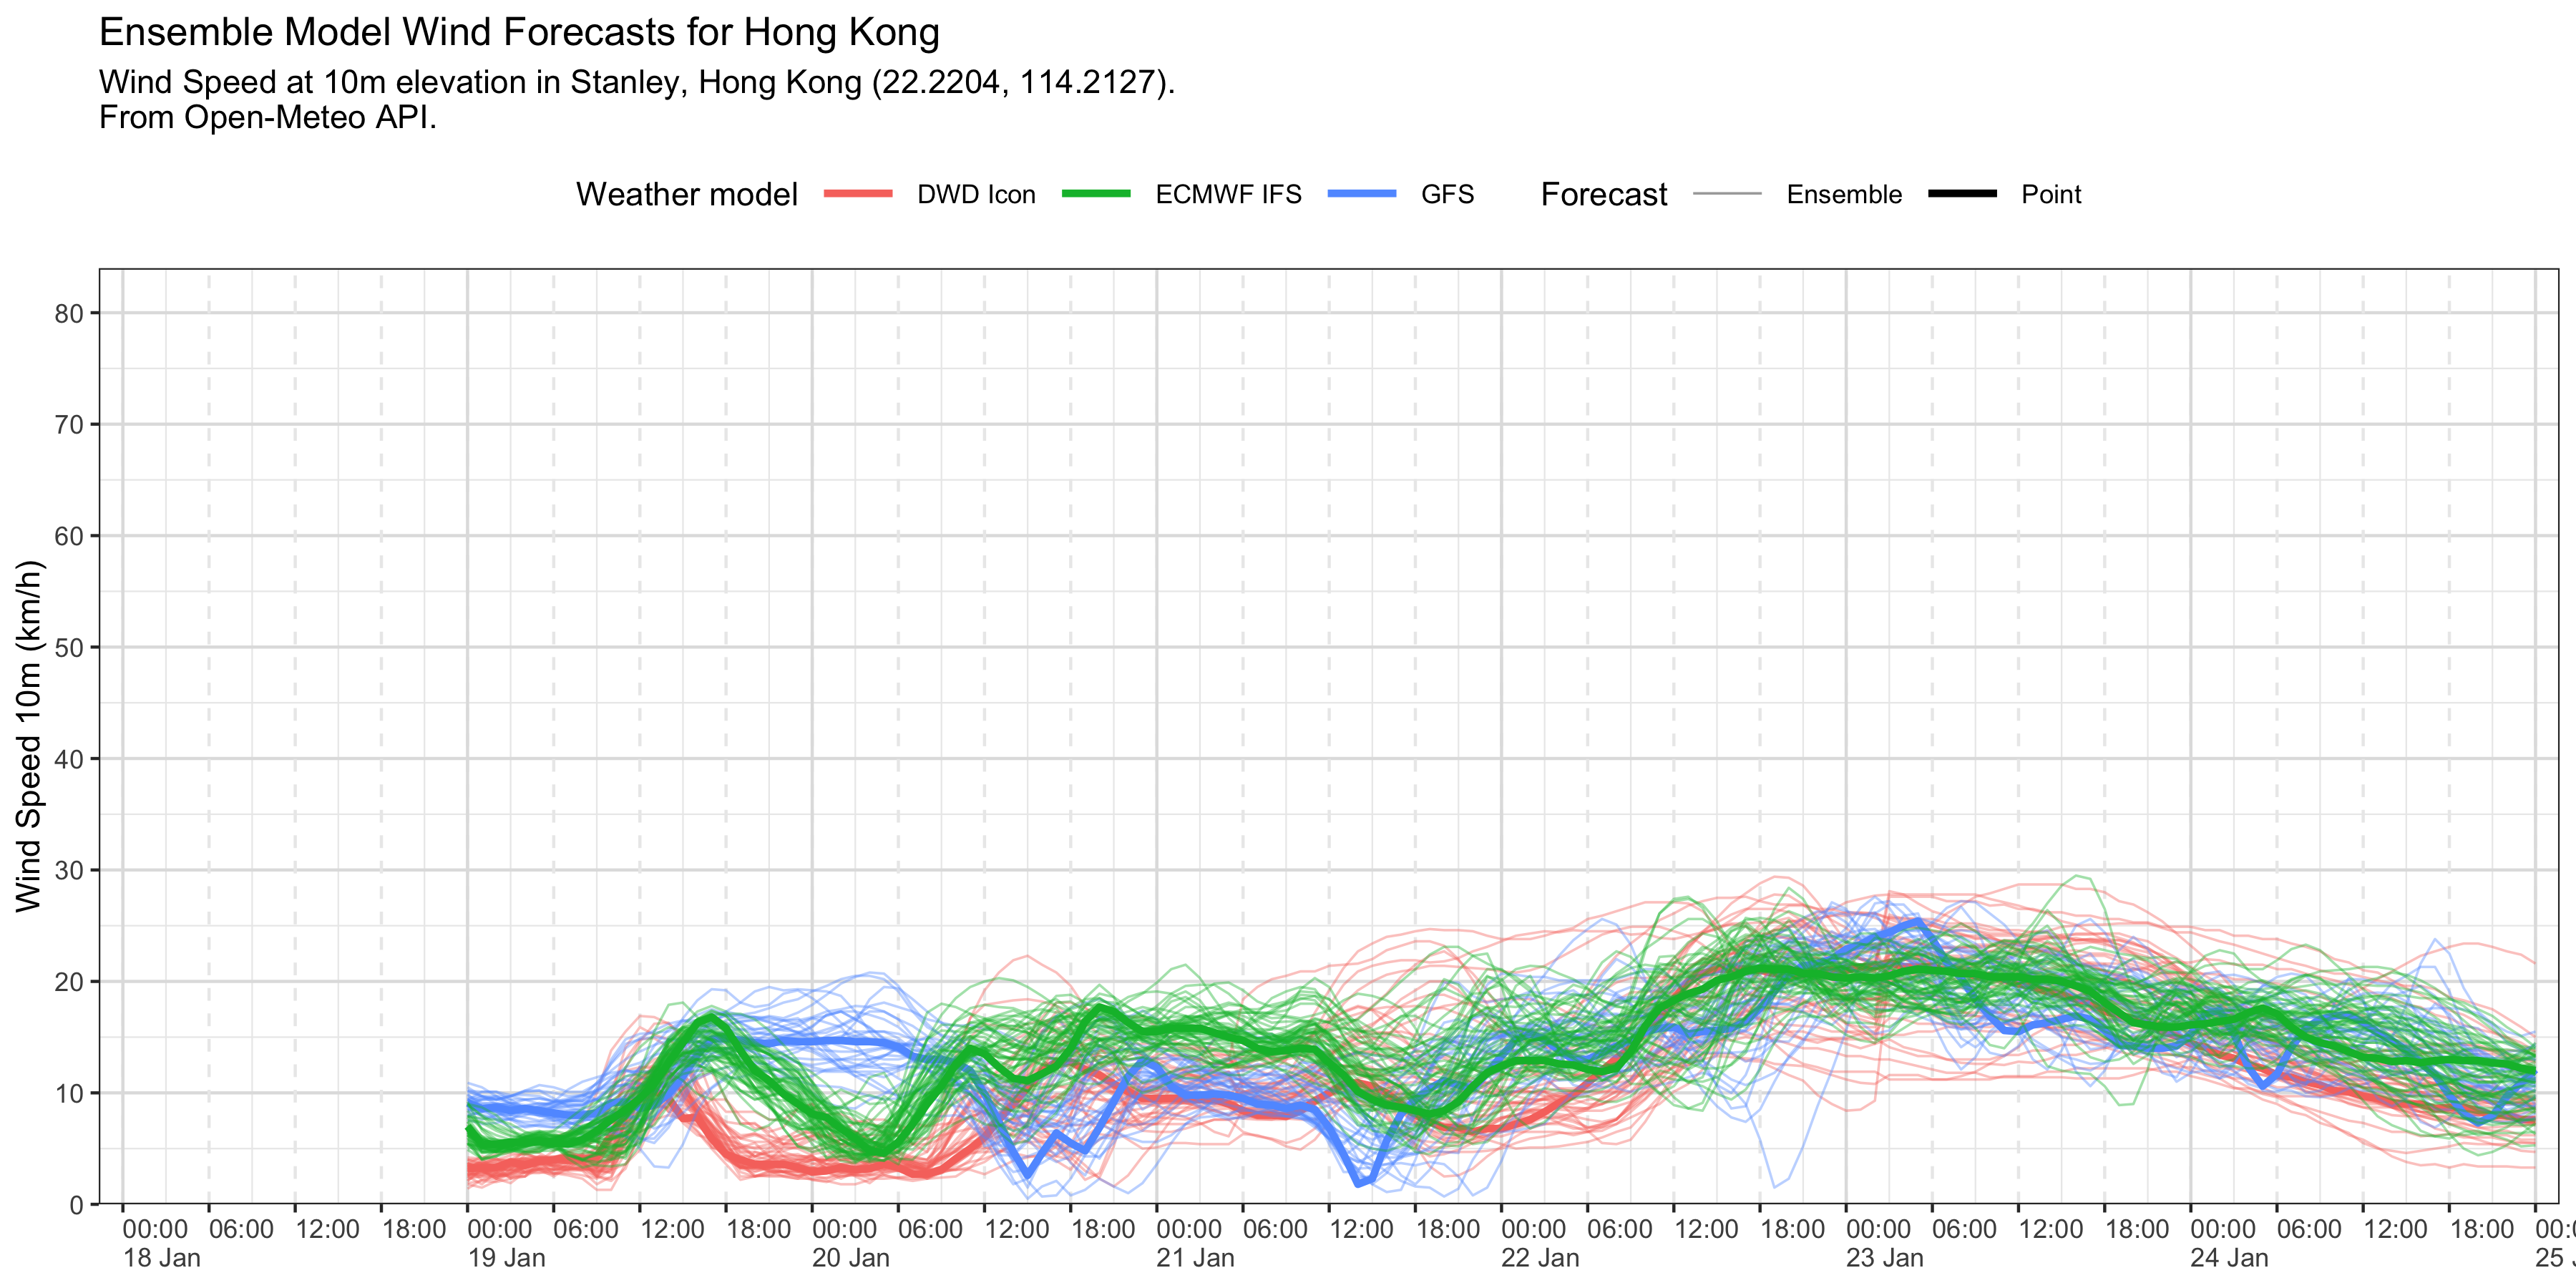 Ensemble Model Wind Forecasts for Hong Kong
Wind Speed at 10m elevation in Stanley, Hong Kong (22.2204, 114.2127).
From Open-Meteo API.
Weather model DWD Icon ECMWF IFS GFS Forecast Ensemble Point
Wind Speed 10m (km/h)
80
70
60
50
40
30
20
10
0
00:00 06:00 12:00 18:00 00:00 06:00 12:00 18:00 00:00 06:00 12:00 18:00 00:00 06:00 12:00 18:00 00:00 06:00 12:00 18:00 00:00 06:00 12:00 18:00 00:00 06:00 12:00 18:00 00:0
18 Jan 19 Jan 20 Jan 21 Jan 22 Jan 23 Jan 24 Jan 25 J